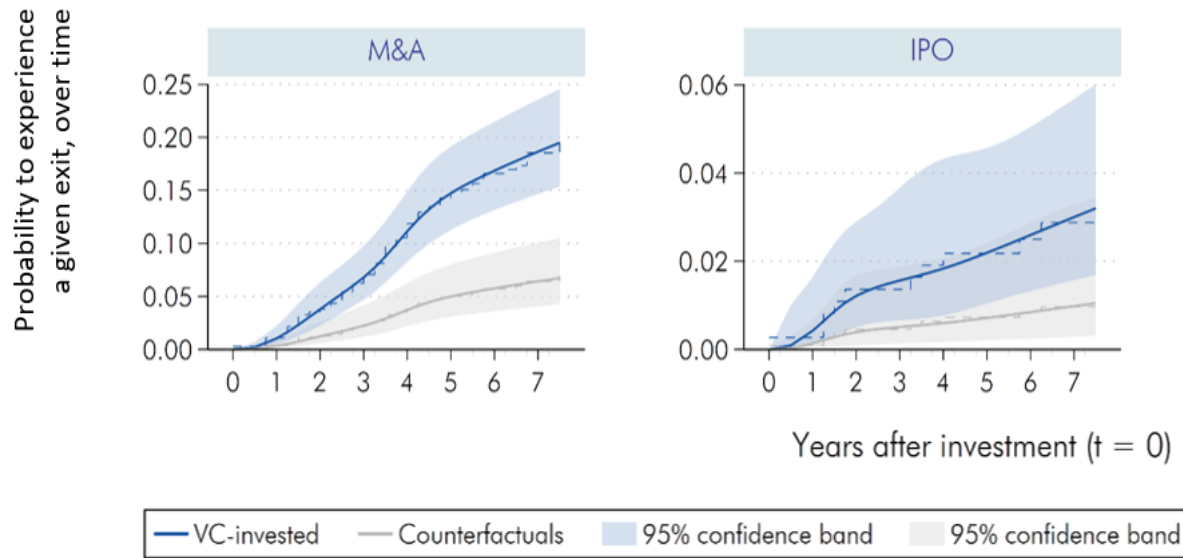 Probability to experience
a given exit, over time
M&A
0.25
0.20
0.15
0.10
0.05
0.00
0 1 2 3 4 5 6 7
IPO
0.06
0.04
0.02
0.00
0 1 2 3 4 5 6 7
Years after investment (t = 0)
VC-invested Counterfactuals 95% confidence band 95% confidence band